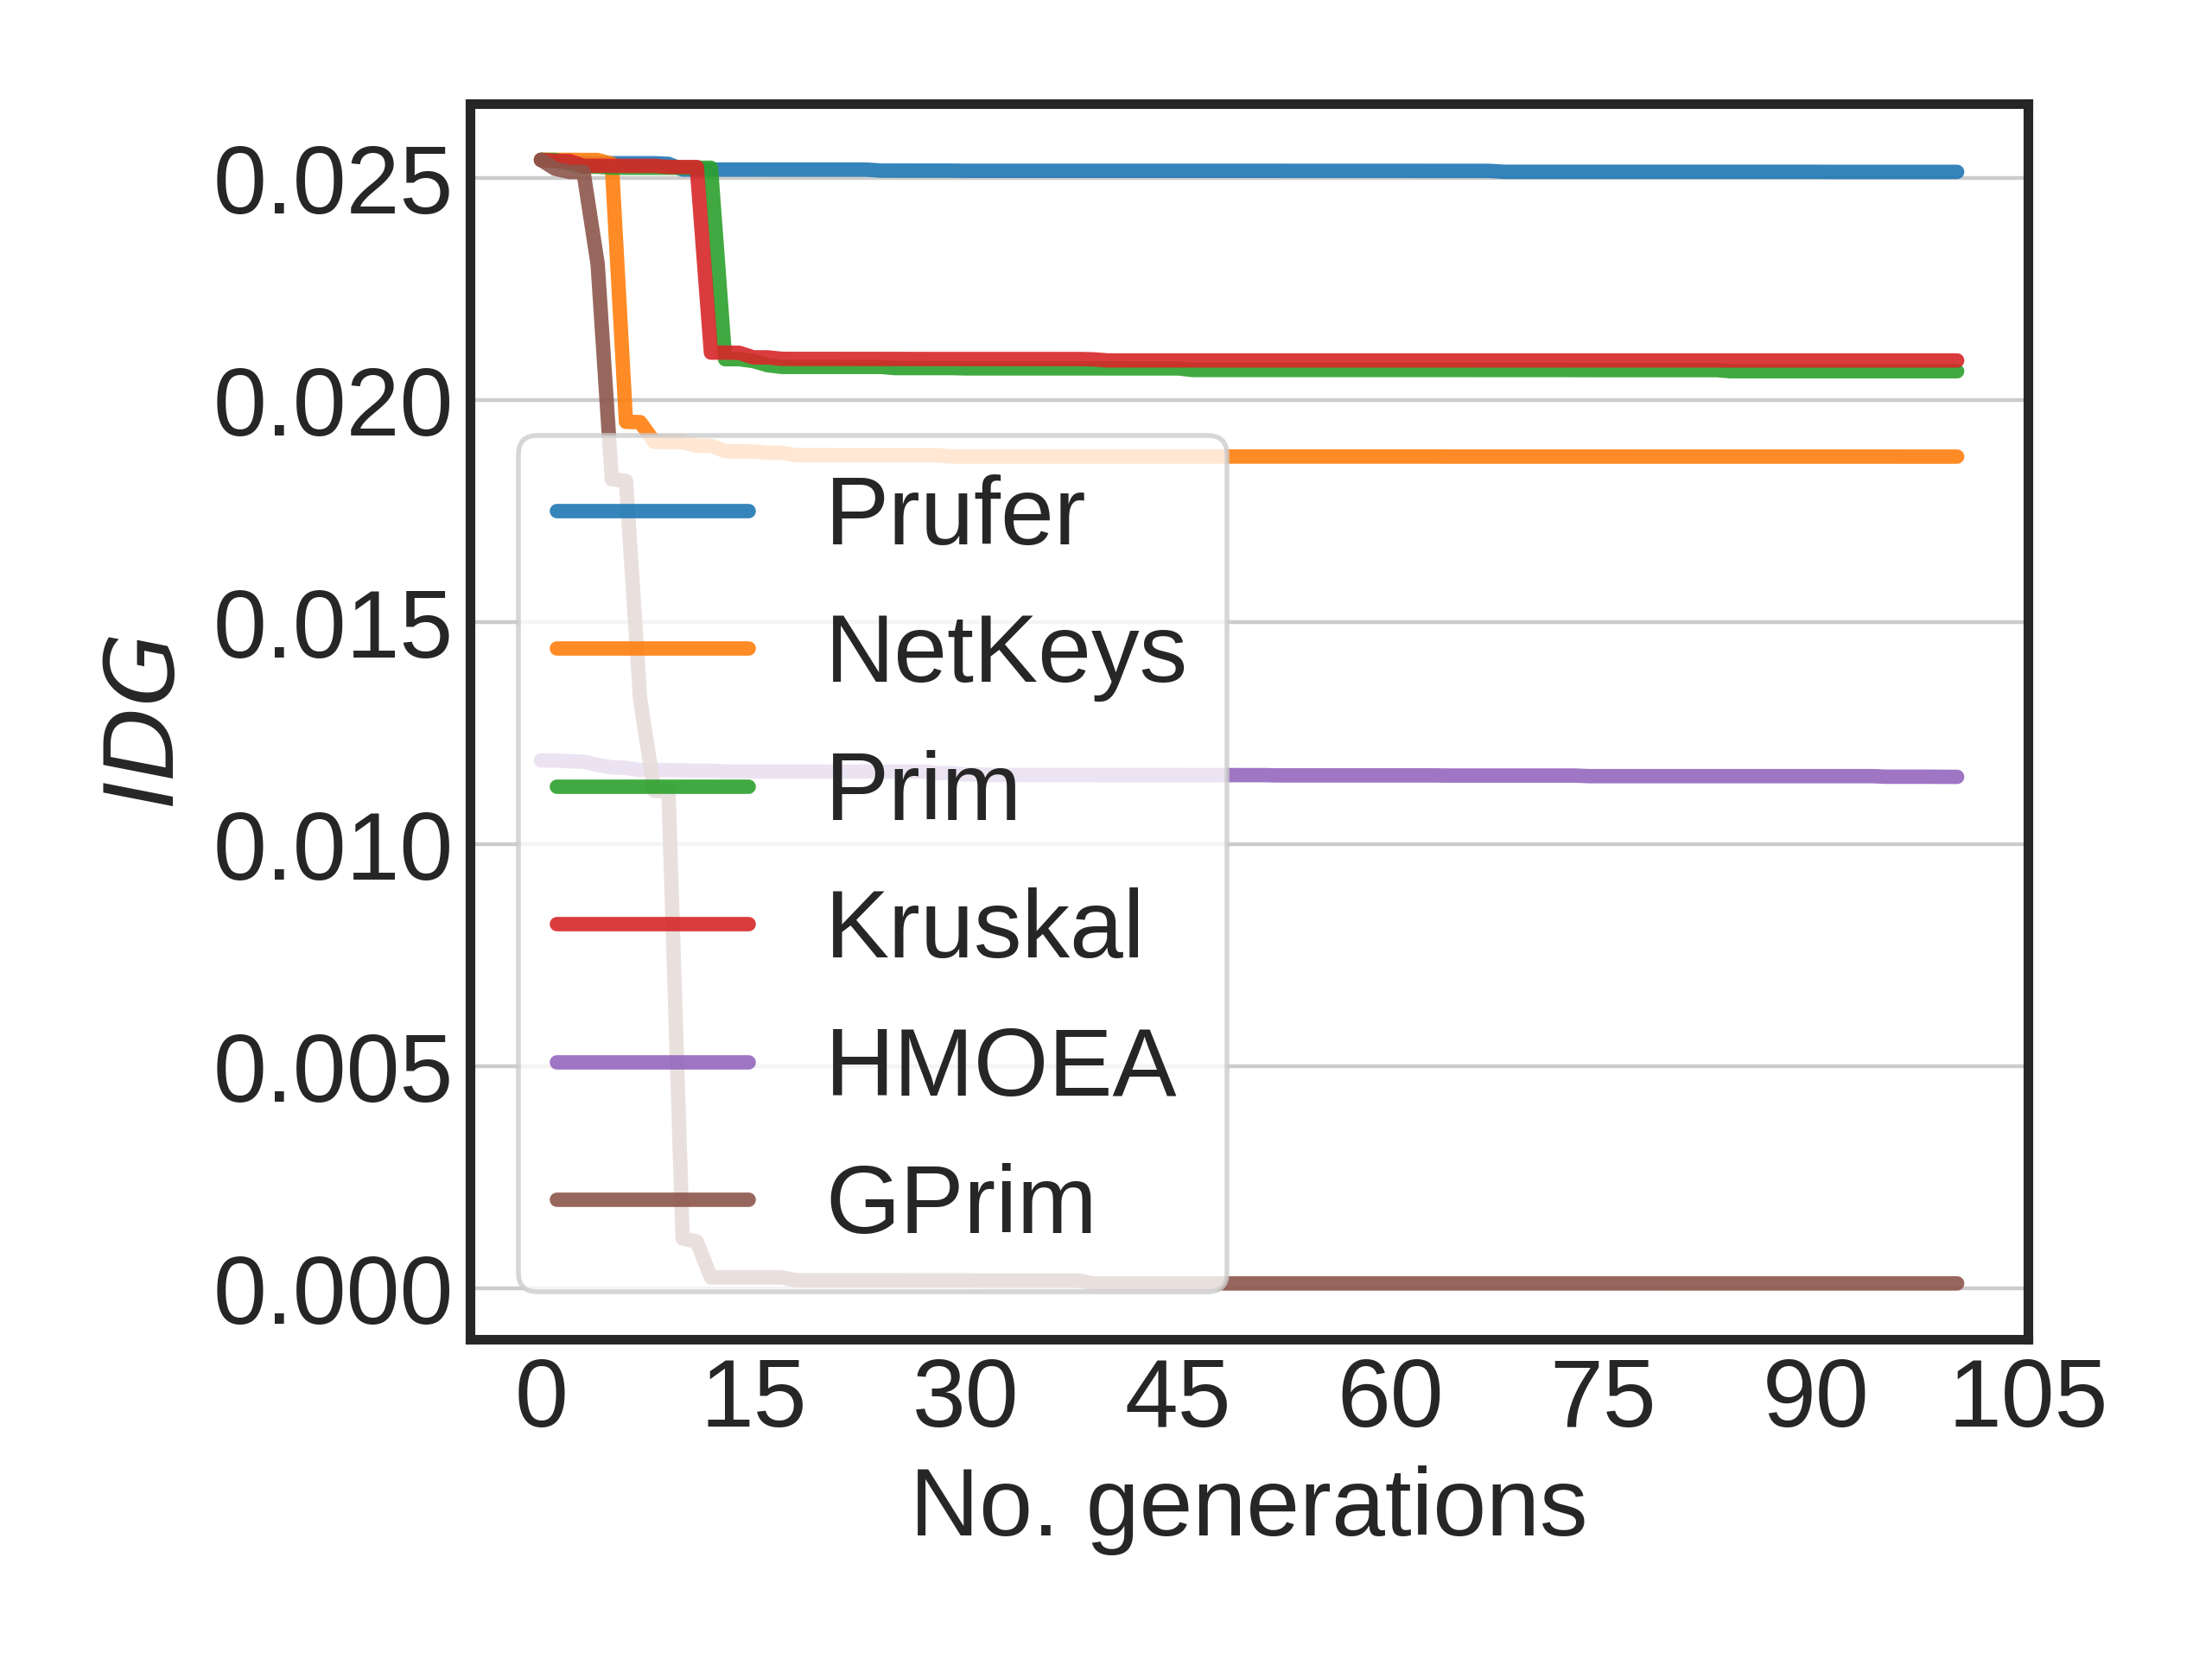 0.025
0.020
0.015
0.010
0.005
0.000
IDG
Prufer
NetKeys
Prim
Kruskal
HMOEA
GPrim
0 15 30 45 60 75 90 105
No. generations